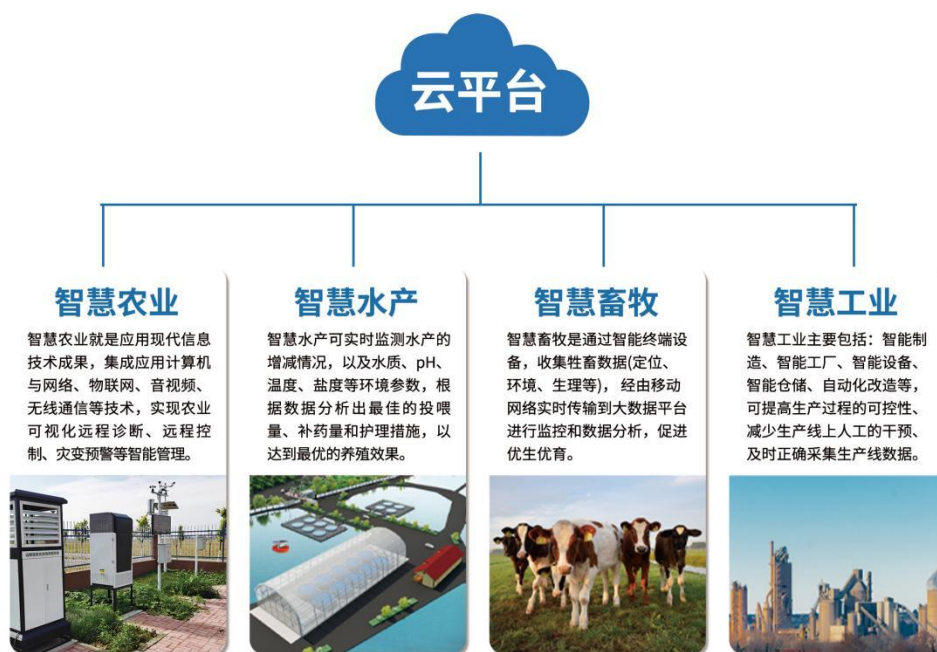 云平台
智慧农业
智慧农业就是应用现代信息
技术成果，集成应用计算机
与网络、物联网、音视频、
无线通信等技术，实现农业
可视化远程诊断、远程控
制、灾变预警等智能管理。
智慧水产
智慧水产可实时监测水产的
增减情况，以及水质、pH、
温度、盐度等环境参数，根
据数据分析出最佳的投喂
量、补药量和护理措施，以
达到最优的养殖效果。
智慧畜牧
智慧畜牧是通过智能终端设
备，收集牲畜数据(定位、
环境、生理等)，经由移动
网络实时传输到大数据平台
进行监控和数据分析，促进
优生优育。
智慧工业
智慧工业主要包括：智能制
造、智能工厂、智能设备、
智能仓储、自动化改造等，
可提高生产过程的可控性、
减少生产线上人工的干预、
及时正确采集生产线数据。